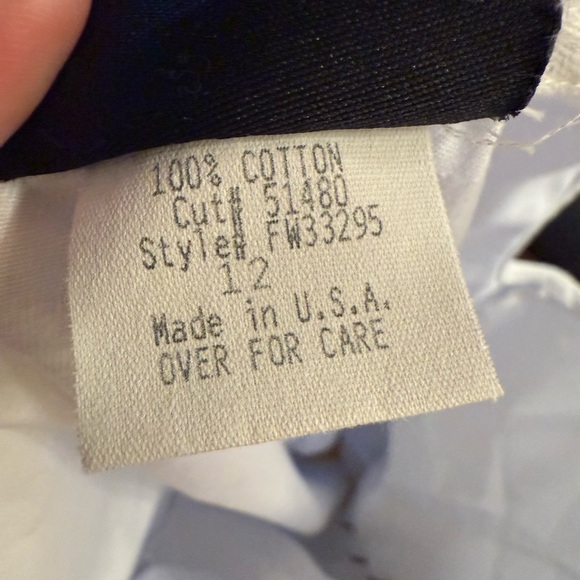 100% COTTON
Cut# 51480
Style# FW33295
12
Made in U.S.A.
OVER FOR CARE